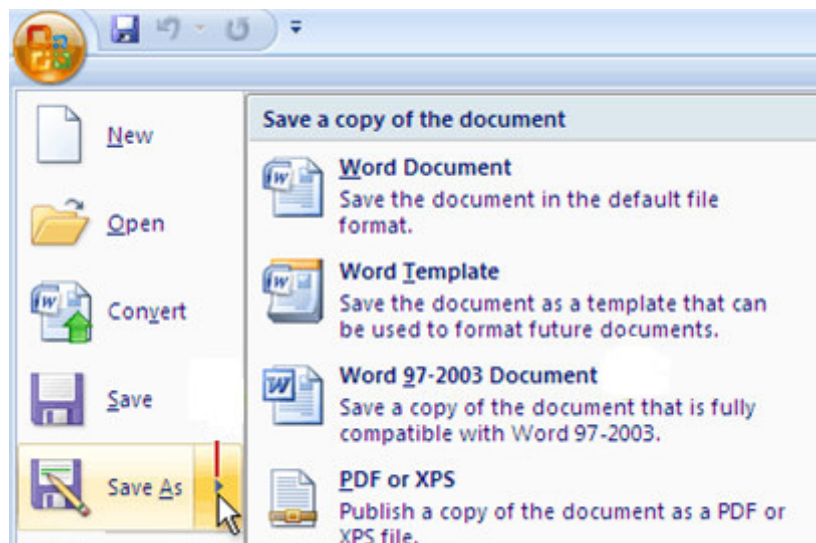 New
Open
Convert
Save
Save As
Save a copy of the document
Word Document
Save the document in the default file
format.
Word Template
Save the document as a template that can
be used to format future documents.
Word 97-2003 Document
Save a copy of the document that is fully
compatible with Word 97-2003.
PDF or XPS
Publish a copy of the document as a PDF or
XPS file.